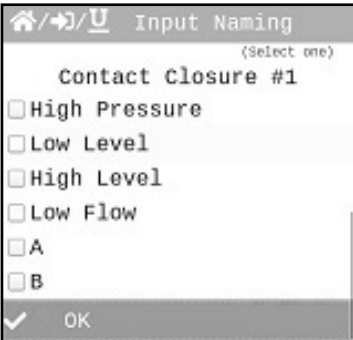 / / U Input Naming
(Select one)
Contact Closure #1
High Pressure
Low Level
High Level
Low Flow
A
B
OK